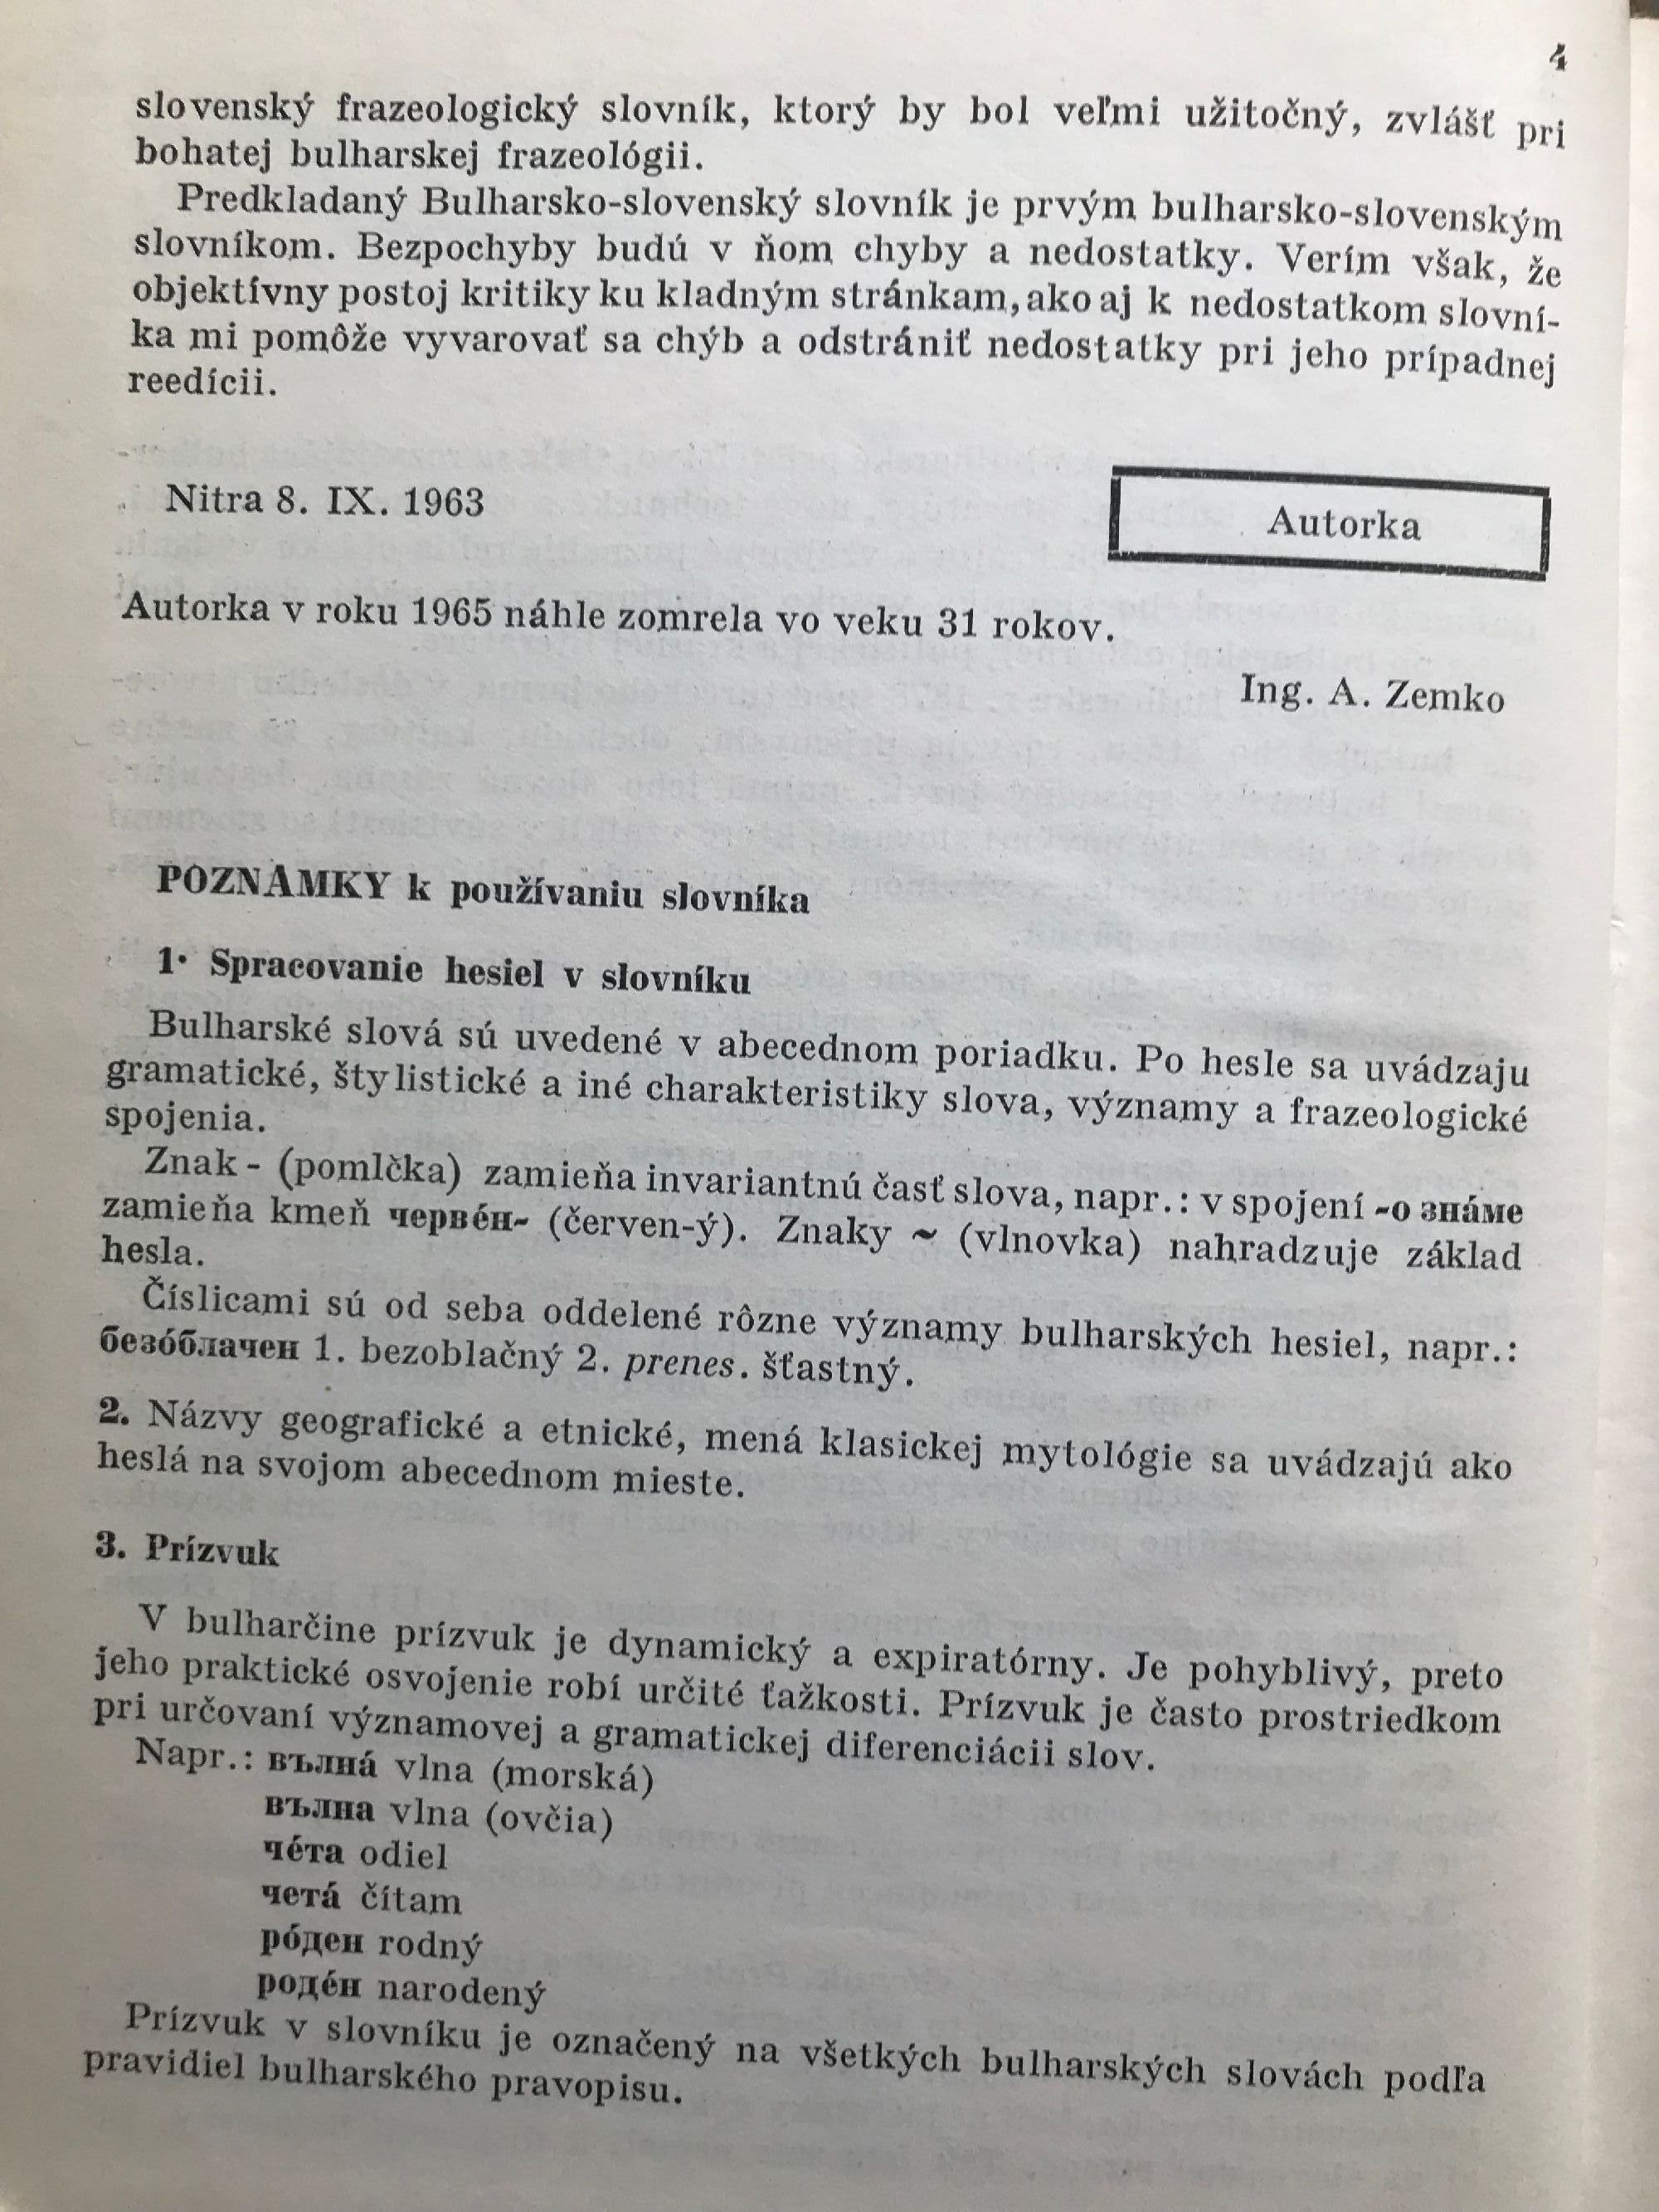 4
slovenský frazeologický slovník, ktorý by bol veľmi užitočný, zvlášť pri
bohatej bulharskej frazeológii.
Predkladaný Bulharsko-slovenský slovník je prvým bulharsko-slovenským
slovníkom. Bezpochyby budú v ňom chyby a nedostatky. Verím však, že
objektívny postoj kritiky ku kladným stránkam, ako aj k nedostatkom slovní-
ka mi pomôže vyvarovať sa chýb a odstrániť nedostatky pri jeho prípadnej
reedícii.
Nitra 8. IX. 1963
Autorka
Autorka v roku 1965 náhle zomrela vo veku 31 rokov.
Ing. A. Zemko
POZNÁMKY k používaniu slovníka
1. Spracovanie hesiel v slovníku
Bulharské slová sú uvedené v abecednom poriadku. Po hesle sa uvádzaju
gramatické, štylistické a iné charakteristiky slova, významy a frazeologické
spojenia.
Znak - (pomlčka) zamieňa invariantnú časť slova, napr.: v spojení -о знáме
zamieňa kmeň червéн- (červen-ý). Znaky ~ (vlnovka) nahradzuje základ
hesla.
Číslicami sú od seba oddelené rôzne významy bulharských hesiel, napr.:
безóблачен 1. bezoblačný 2. prenes. šťastný.
2. Názvy geografické a etnické, mená klasickej mytológie sa uvádzajú ako
heslá na svojom abecednom mieste.
3. Prízvuk
V bulharčine prízvuk je dynamický a expiratórny. Je pohyblivý, preto
jeho praktické osvojenie robí určité ťažkosti. Prízvuk je často prostriedkom
pri určovaní významovej a gramatickej diferenciácii slov.
Napr.: вълнá vlna (morská)
вълна vlna (ovčia)
чéта odiel
четá čítam
рóден rodný
родéн narodený
Prízvuk v slovníku je označený na všetkých bulharských slovách podľa
pravidiel bulharského pravopisu.